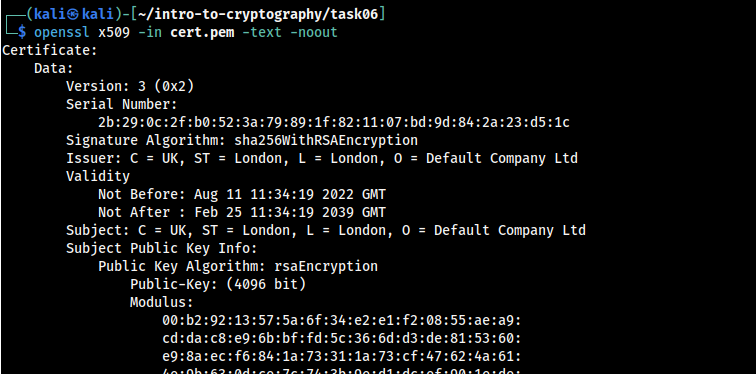 (kali㉿kali)-[~/intro-to-cryptography/task06]
$ openssl x509 -in cert.pem -text -noout
Certificate:
Data:
Version: 3 (0x2)
Serial Number:
2b:29:0c:2f:b0:52:3a:79:89:1f:82:11:07:bd:9d:84:2a:23:d5:1c
Signature Algorithm: sha256WithRSAEncryption
Issuer: C = UK, ST = London, L = London, O = Default Company Ltd
Validity
Not Before: Aug 11 11:34:19 2022 GMT
Not After : Feb 25 11:34:19 2039 GMT
Subject: C = UK, ST = London, L = London, O = Default Company Ltd
Subject Public Key Info:
Public Key Algorithm: rsaEncryption
Public-Key: (4096 bit)
Modulus:
00:b2:92:13:57:5a:6f:34:e2:e1:f2:08:55:ae:a9:
cd:da:c8:e9:6b:bf:fd:5c:36:6d:d3:de:81:53:60:
e9:8a:ec:f6:84:1a:73:31:1a:73:cf:47:62:4a:61: